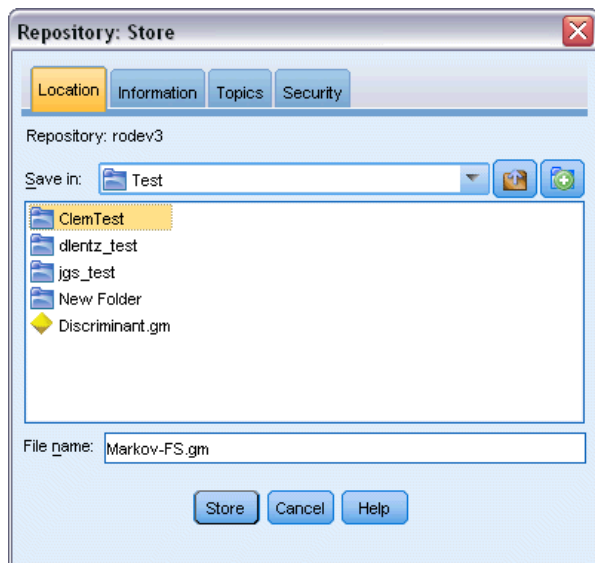 Repository: Store
Location Information Topics Security
Repository: rodev3
Save in: Test
ClemTest
dlentz_test
jgs_test
New Folder
Discriminant.gm
File name: Markov-FS.gm
Store Cancel Help